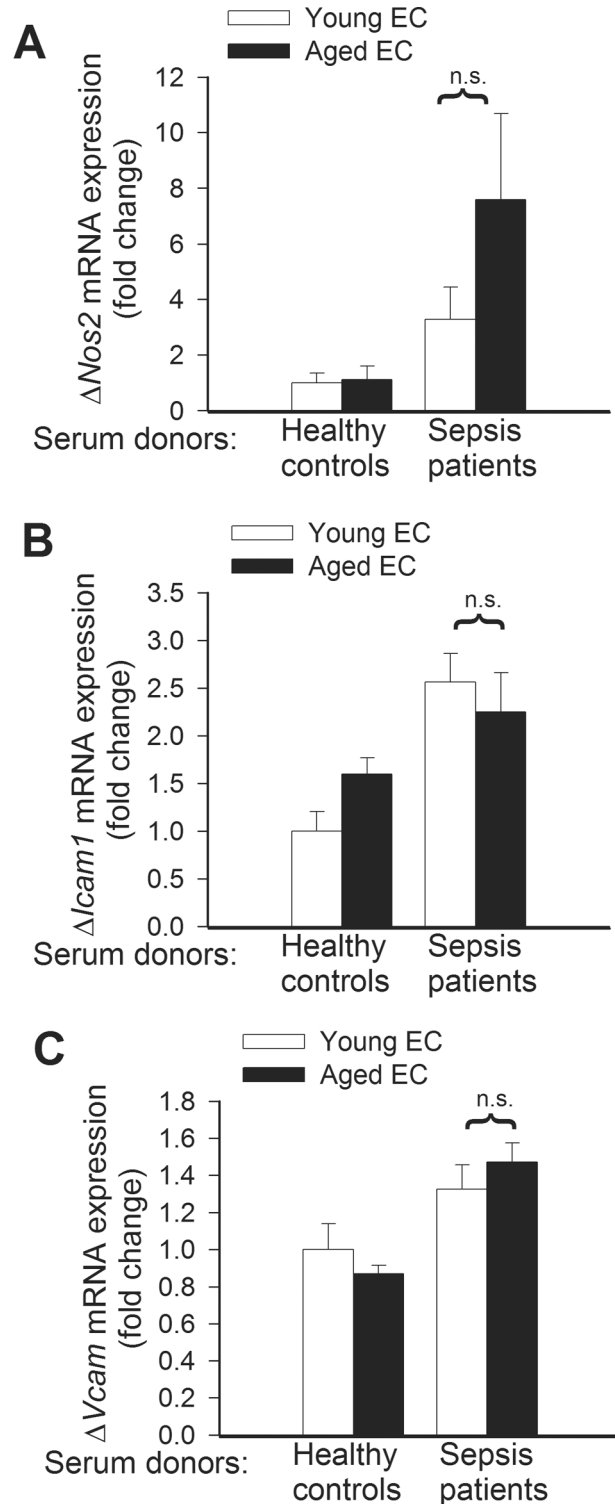 A
Young EC
Aged EC
n.s.
ΔNos2 mRNA expression
(fold change)
12
10
8
6
4
2
0
Serum donors:
Healthy
controls
Sepsis
patients
B
Young EC
Aged EC
n.s.
ΔIcam1 mRNA expression
(fold change)
3.5
3.0
2.5
2.0
1.5
1.0
0.5
0.0
Serum donors:
Healthy
controls
Sepsis
patients
C
Young EC
Aged EC
n.s.
ΔVcam mRNA expression
(fold change)
1.8
1.6
1.4
1.2
1.0
0.8
0.6
0.4
0.2
0.0
Serum donors:
Healthy
controls
Sepsis
patients